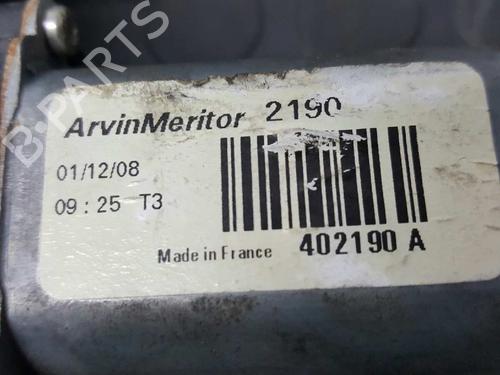 B-PARTS
ArvinMeritor 2190
01/12/08
09 : 25 T3
Made in France
402190 A